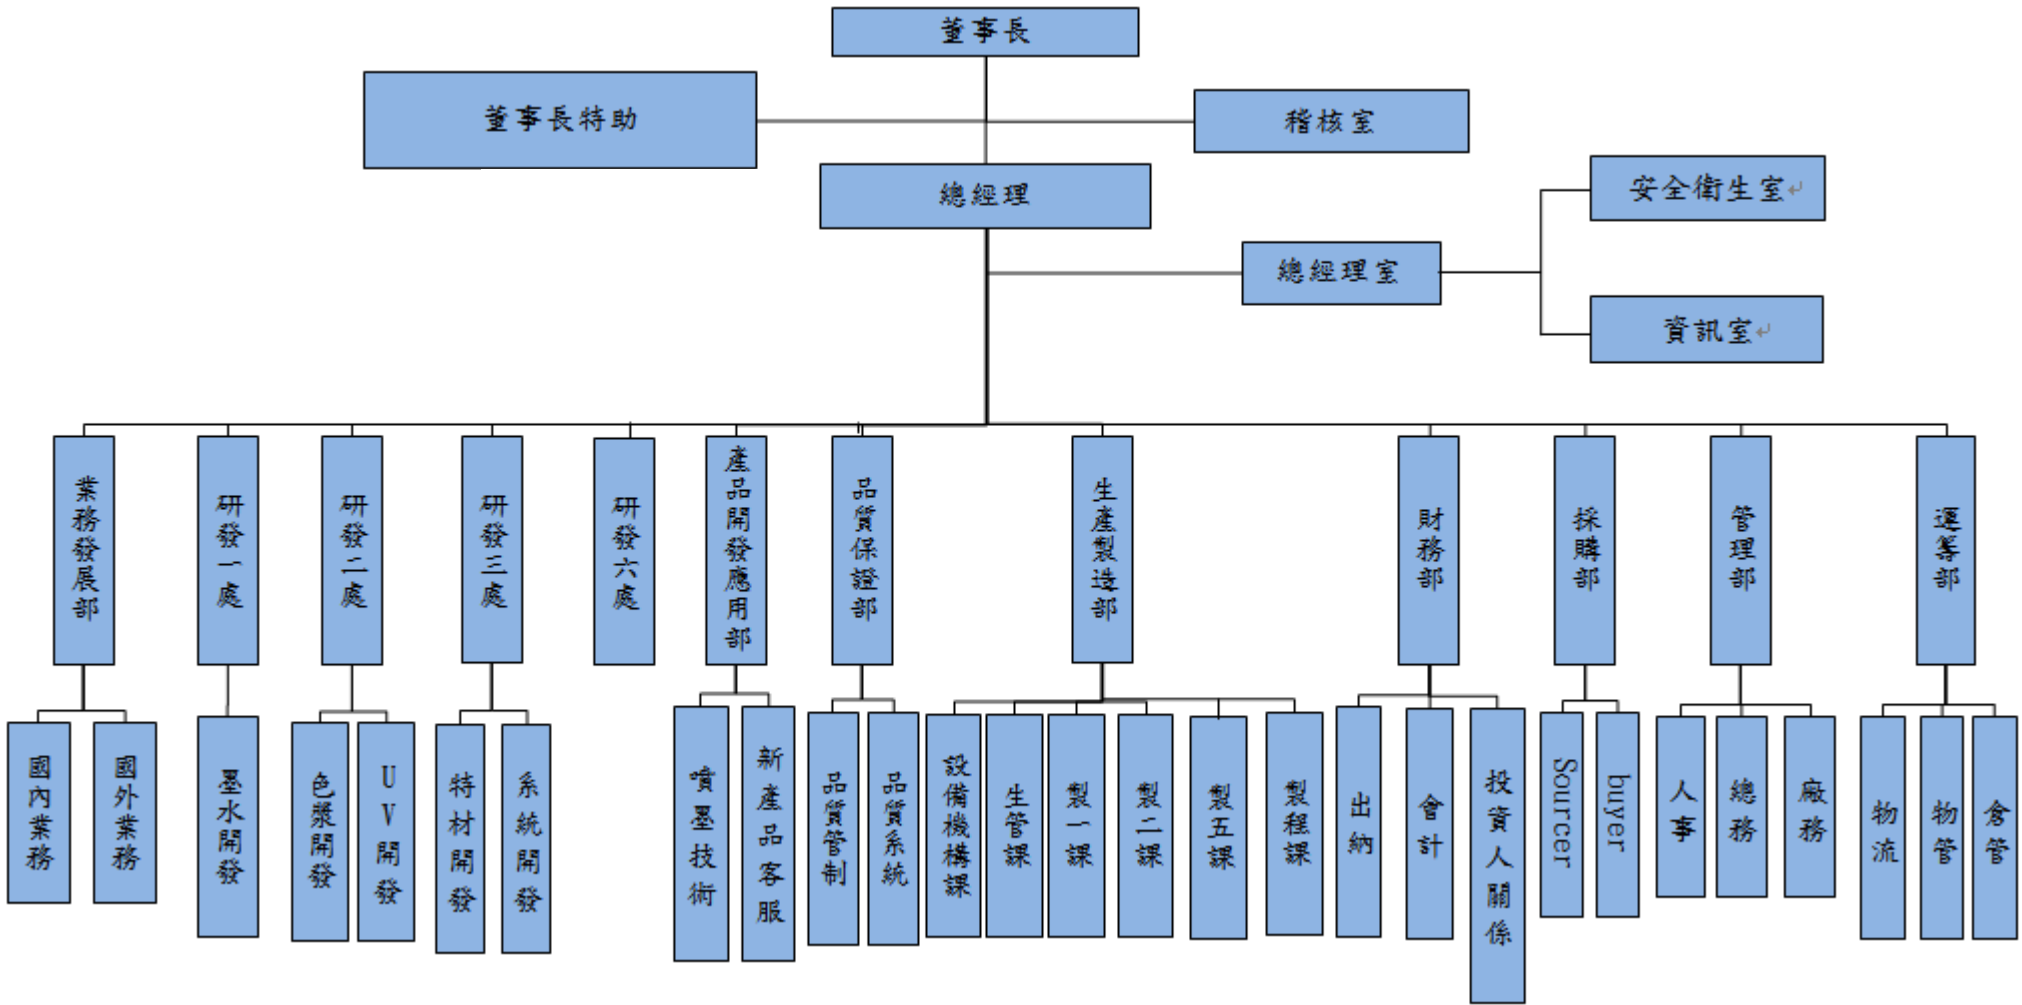 董事長
董事長特助
稽核室
總經理
安全衛生室↵
總經理室
資訊室↵
業務發展部
研發一處
研發二處
研發三處
研發六處
產品開發應用部
品質保證部
生產製造部
財務部
採購部
管理部
運籌部
國內業務
國外業務
墨水開發
色漿開發
UV開發
特材開發
系統開發
噴墨技術
新產品客服
品質管制
品質系統
設備機構課
生管課
製一課
製二課
製五課
製程課
出納
會計
投資人關係
Sourcer
buyer
人事
總務
廠務
物流
物管
倉管